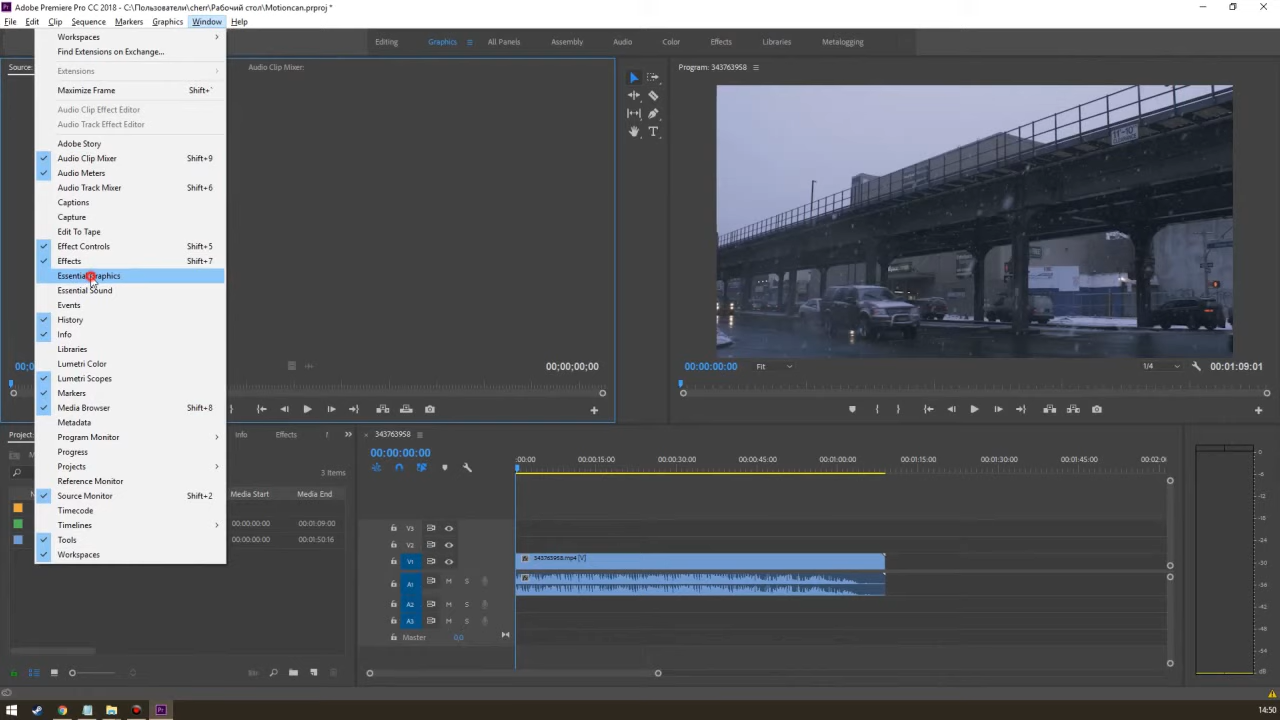 Adobe Premiere Pro CC 2018 - C:\Пользователи\cherr\Рабочий стол\Motioncan.prproj *
File Edit Clip Sequence Markers Graphics Window Help
Workspaces
Find Extensions on Exchange...
Extensions
Maximize Frame Shift+`
Audio Clip Effect Editor
Audio Track Effect Editor
Adobe Story
Audio Clip Mixer Shift+9
Audio Meters
Audio Track Mixer Shift+6
Captions
Capture
Edit To Tape
Effect Controls Shift+5
Effects Shift+7
Essential Graphics
Essential Sound
Events
History
Info
Libraries
Lumetri Color
Lumetri Scopes
Markers
Media Browser Shift+8
Metadata
Program Monitor
Progress
Projects
Reference Monitor
Source Monitor Shift+2
Timecode
Timelines
Tools
Workspaces
Editing Graphics All Panels Assembly Audio Color Effects Libraries Metalogging
Source:
Audio Clip Mixer:
Program: 343763958
00;00;00;00
00:00:00:00 Fit 1/4 00:01:09:01
Project
Info Effects
3 Items
Media Start Media End
00:00:00:00 00:01:09:00
00:00:00:00 00:01:50:16
343763958
00:00:00:00
:00:00 00:00:15:00 00:00:30:00 00:00:45:00 00:01:00:00 00:01:15:00 00:01:30:00 00:01:45:00 00:02:0
V3
V2
V1 343763958.mp4 [V]
A1 M S
A2 M S
A3 M S
Master 0,0
14:50